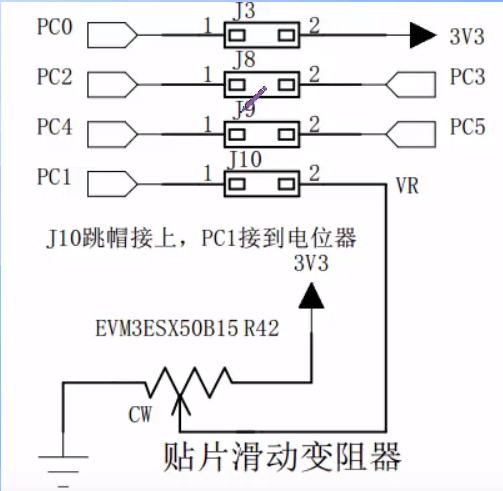 J3
PC0 1 2 3V3
J8
PC2 1 2 PC3
J9
PC4 1 2 PC5
J10
PC1 1 2 VR
J10跳帽接上，PC1接到电位器
3V3
EVM3ESX50B15 R42
CW
贴片滑动变阻器